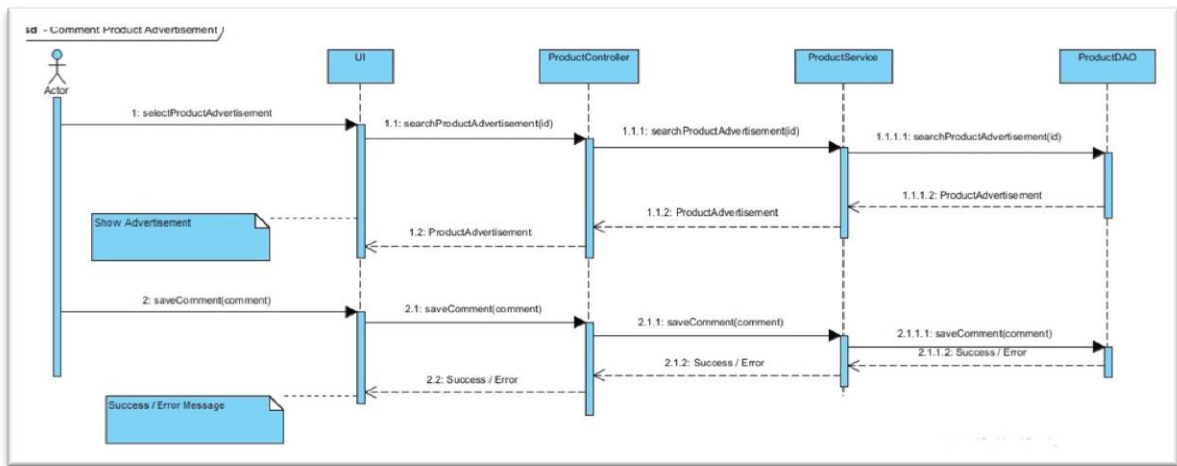 sd - Comment Product Advertisement
Actor
UI
ProductController
ProductService
ProductDAO
1: selectProductAdvertisement
1.1: searchProductAdvertisement(id)
1.1.1: searchProductAdvertisement(id)
1.1.1.1: searchProductAdvertisement(id)
1.1.1.2: ProductAdvertisement
1.1.2: ProductAdvertisement
1.2: ProductAdvertisement
Show Advertisement
2: saveComment(comment)
2.1: saveComment(comment)
2.1.1: saveComment(comment)
2.1.1.1: saveComment(comment)
2.1.1.2: Success / Error
2.1.2: Success / Error
2.2: Success / Error
Success / Error Message